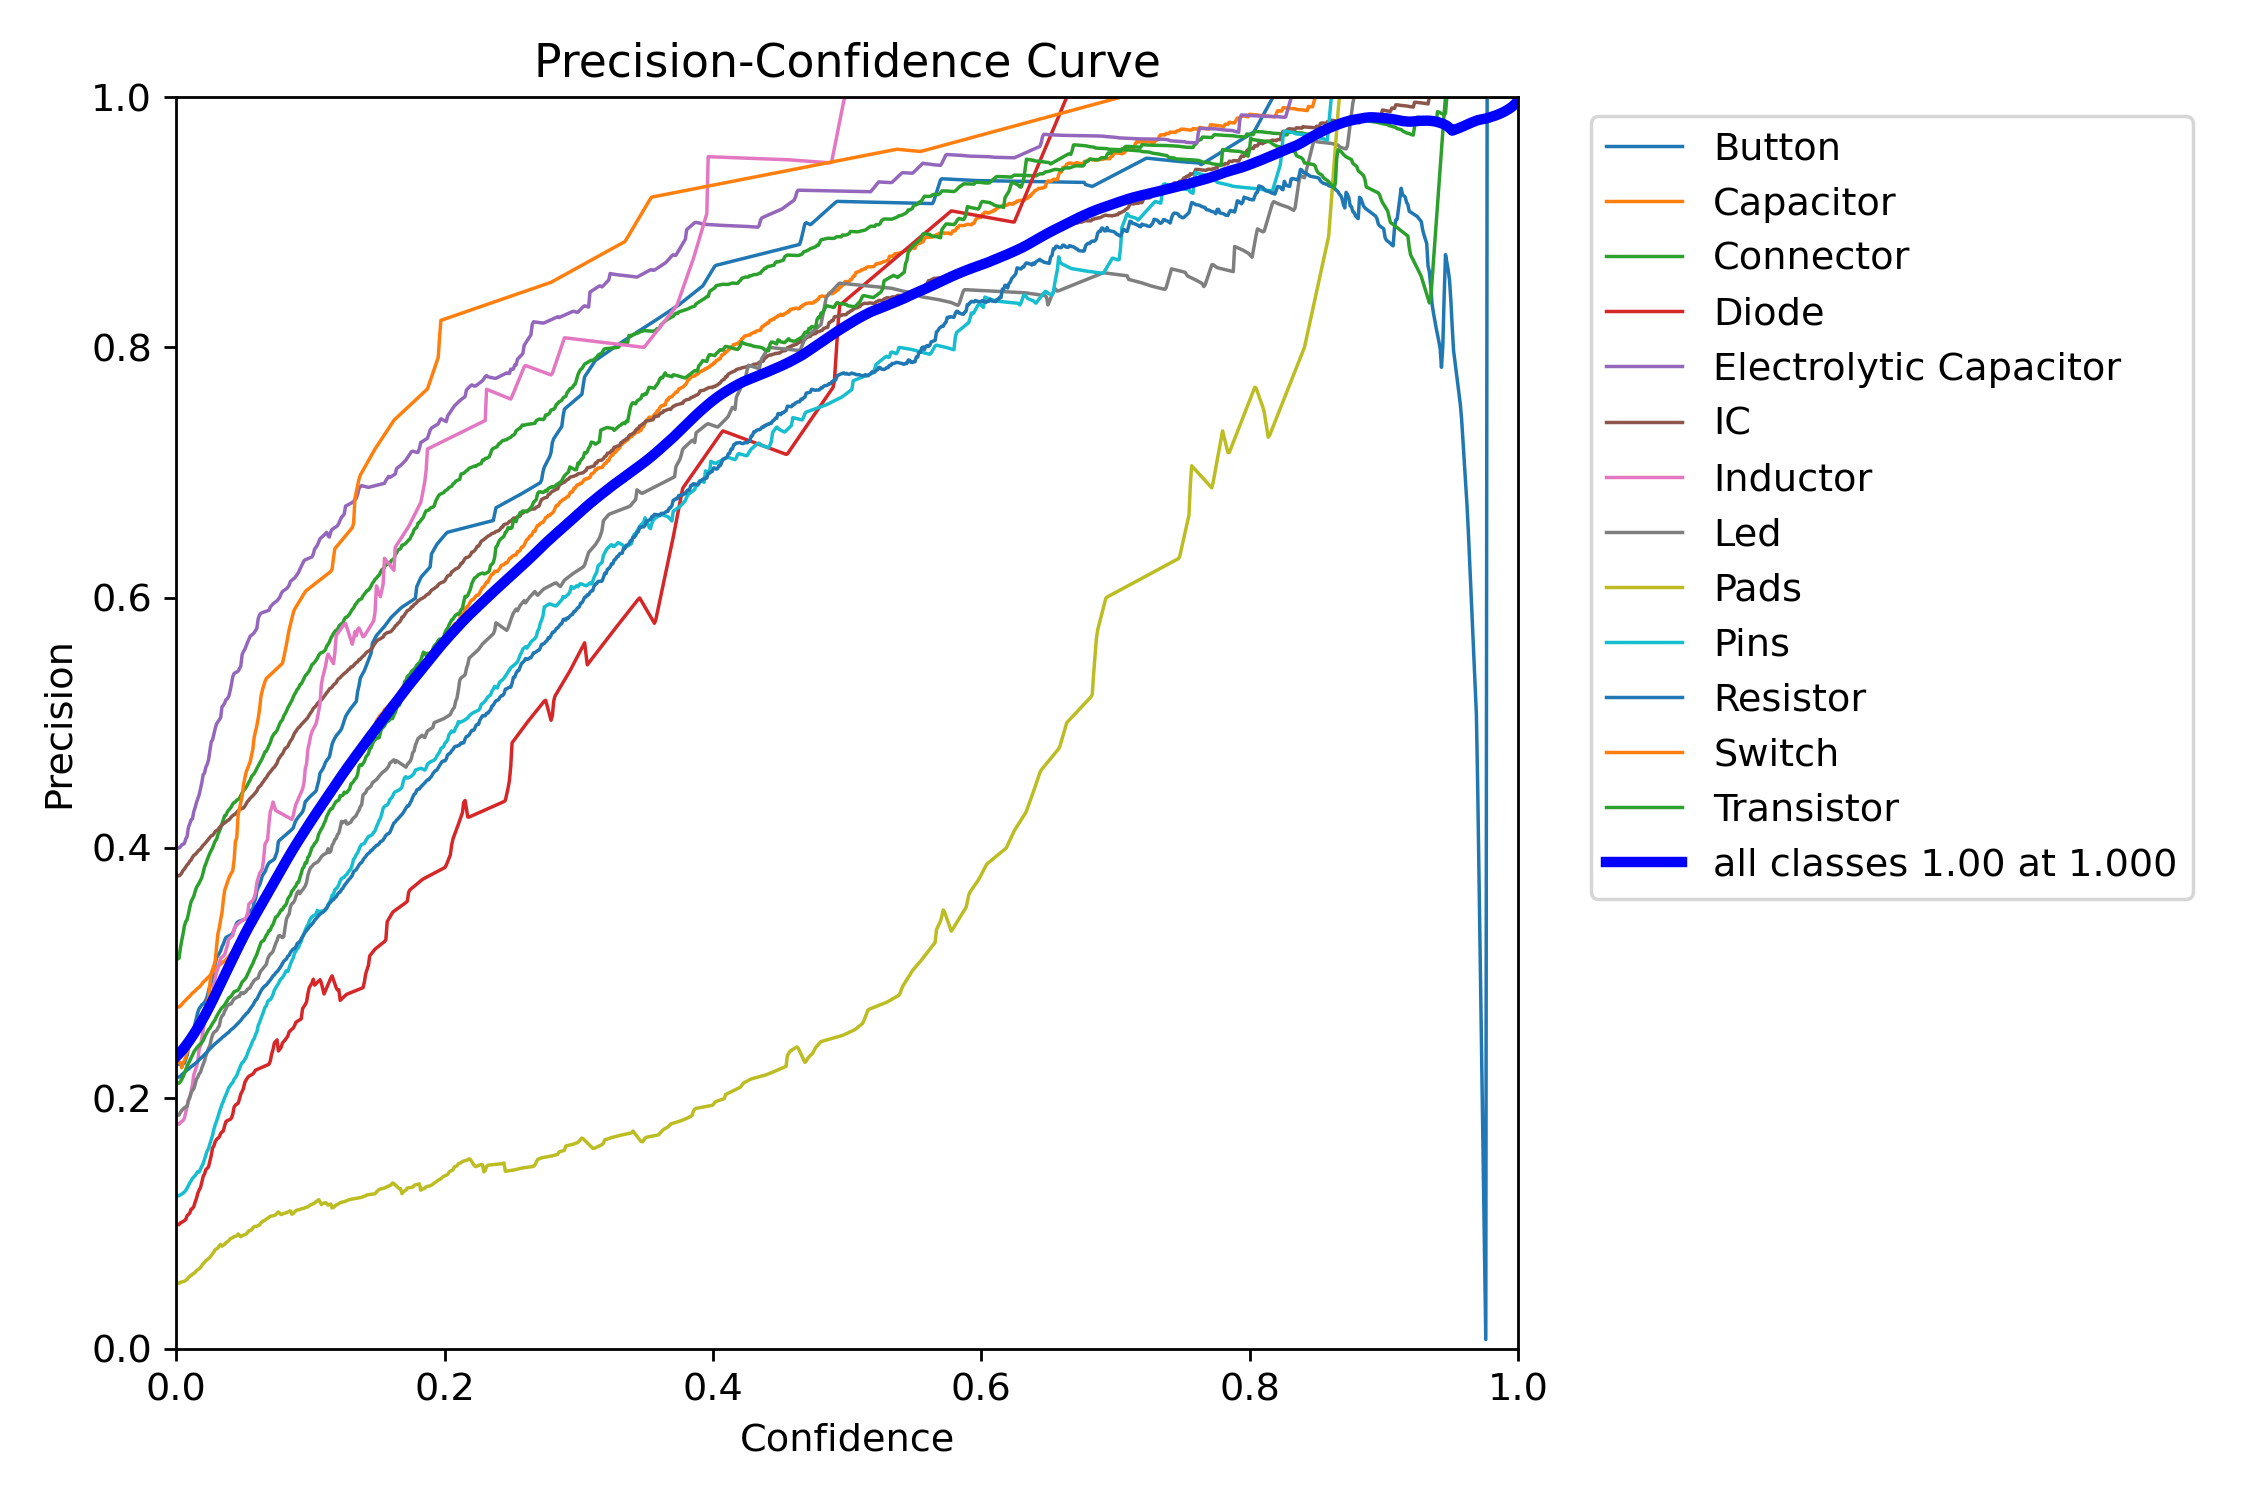 Precision-Confidence Curve
1.0
0.8
0.6
0.4
0.2
0.0
Precision
0.0 0.2 0.4 0.6 0.8 1.0
Confidence
Button
Capacitor
Connector
Diode
Electrolytic Capacitor
IC
Inductor
Led
Pads
Pins
Resistor
Switch
Transistor
all classes 1.00 at 1.000